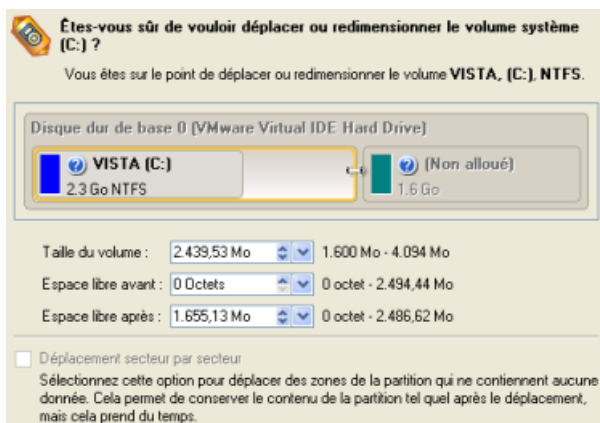 Êtes-vous sûr de vouloir déplacer ou redimensionner le volume système
(C:) ?
Vous êtes sur le point de déplacer ou redimensionner le volume VISTA, (C:), NTFS.
Disque dur de base 0 (VMware Virtual IDE Hard Drive)
VISTA (C:)
2.3 Go NTFS
(Non alloué)
1.6 Go
Taille du volume : 2.439,53 Mo 1.600 Mo - 4.094 Mo
Espace libre avant : 0 Octets 0 octet - 2.494,44 Mo
Espace libre après : 1.655,13 Mo 0 octet - 2.486,62 Mo
Déplacement secteur par secteur
Sélectionnez cette option pour déplacer des zones de la partition qui ne contiennent aucune
donnée. Cela permet de conserver le contenu de la partition tel quel après le déplacement,
mais cela prend du temps.